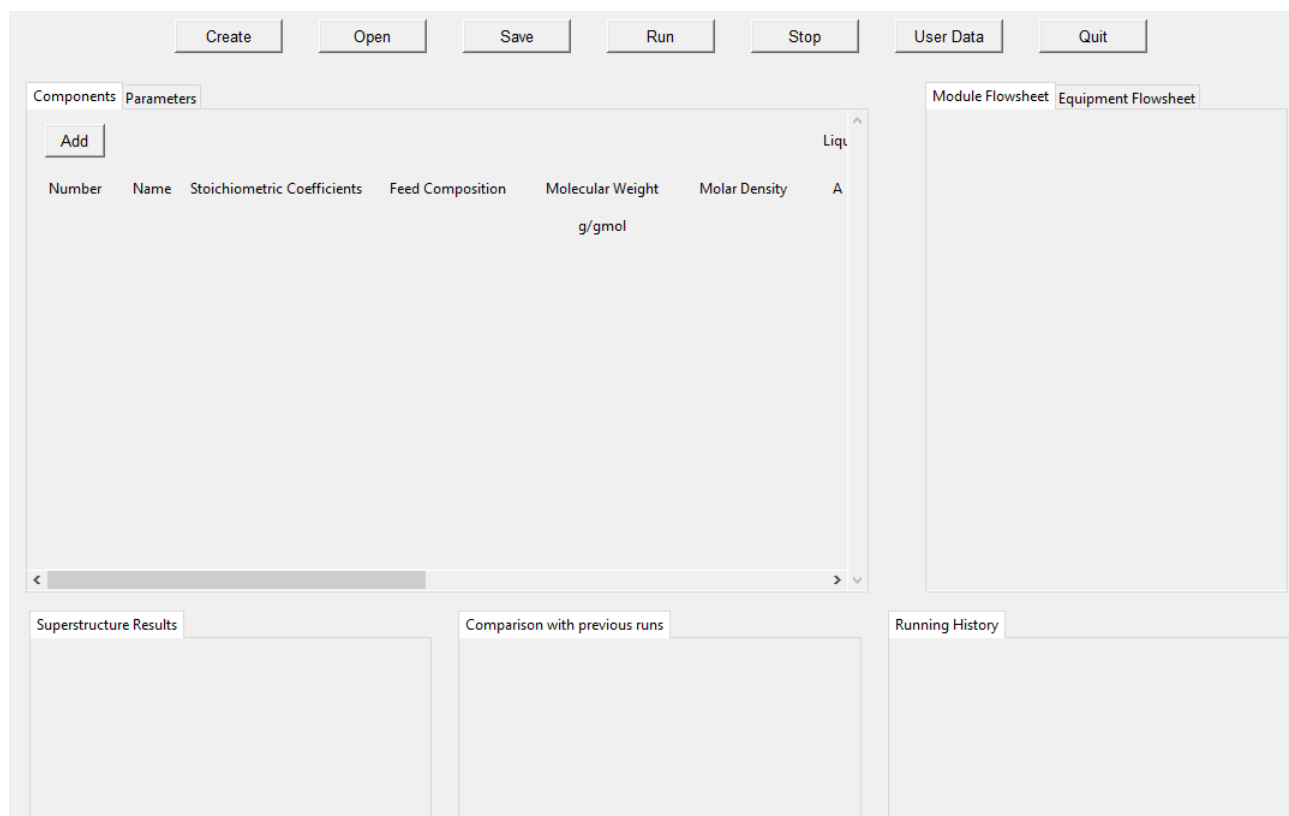 Create Open Save Run Stop User Data Quit
Components Parameters
Module Flowsheet Equipment Flowsheet
Add
Liqu
Number Name Stoichiometric Coefficients Feed Composition Molecular Weight Molar Density A
g/gmol
Superstructure Results
Comparison with previous runs
Running History